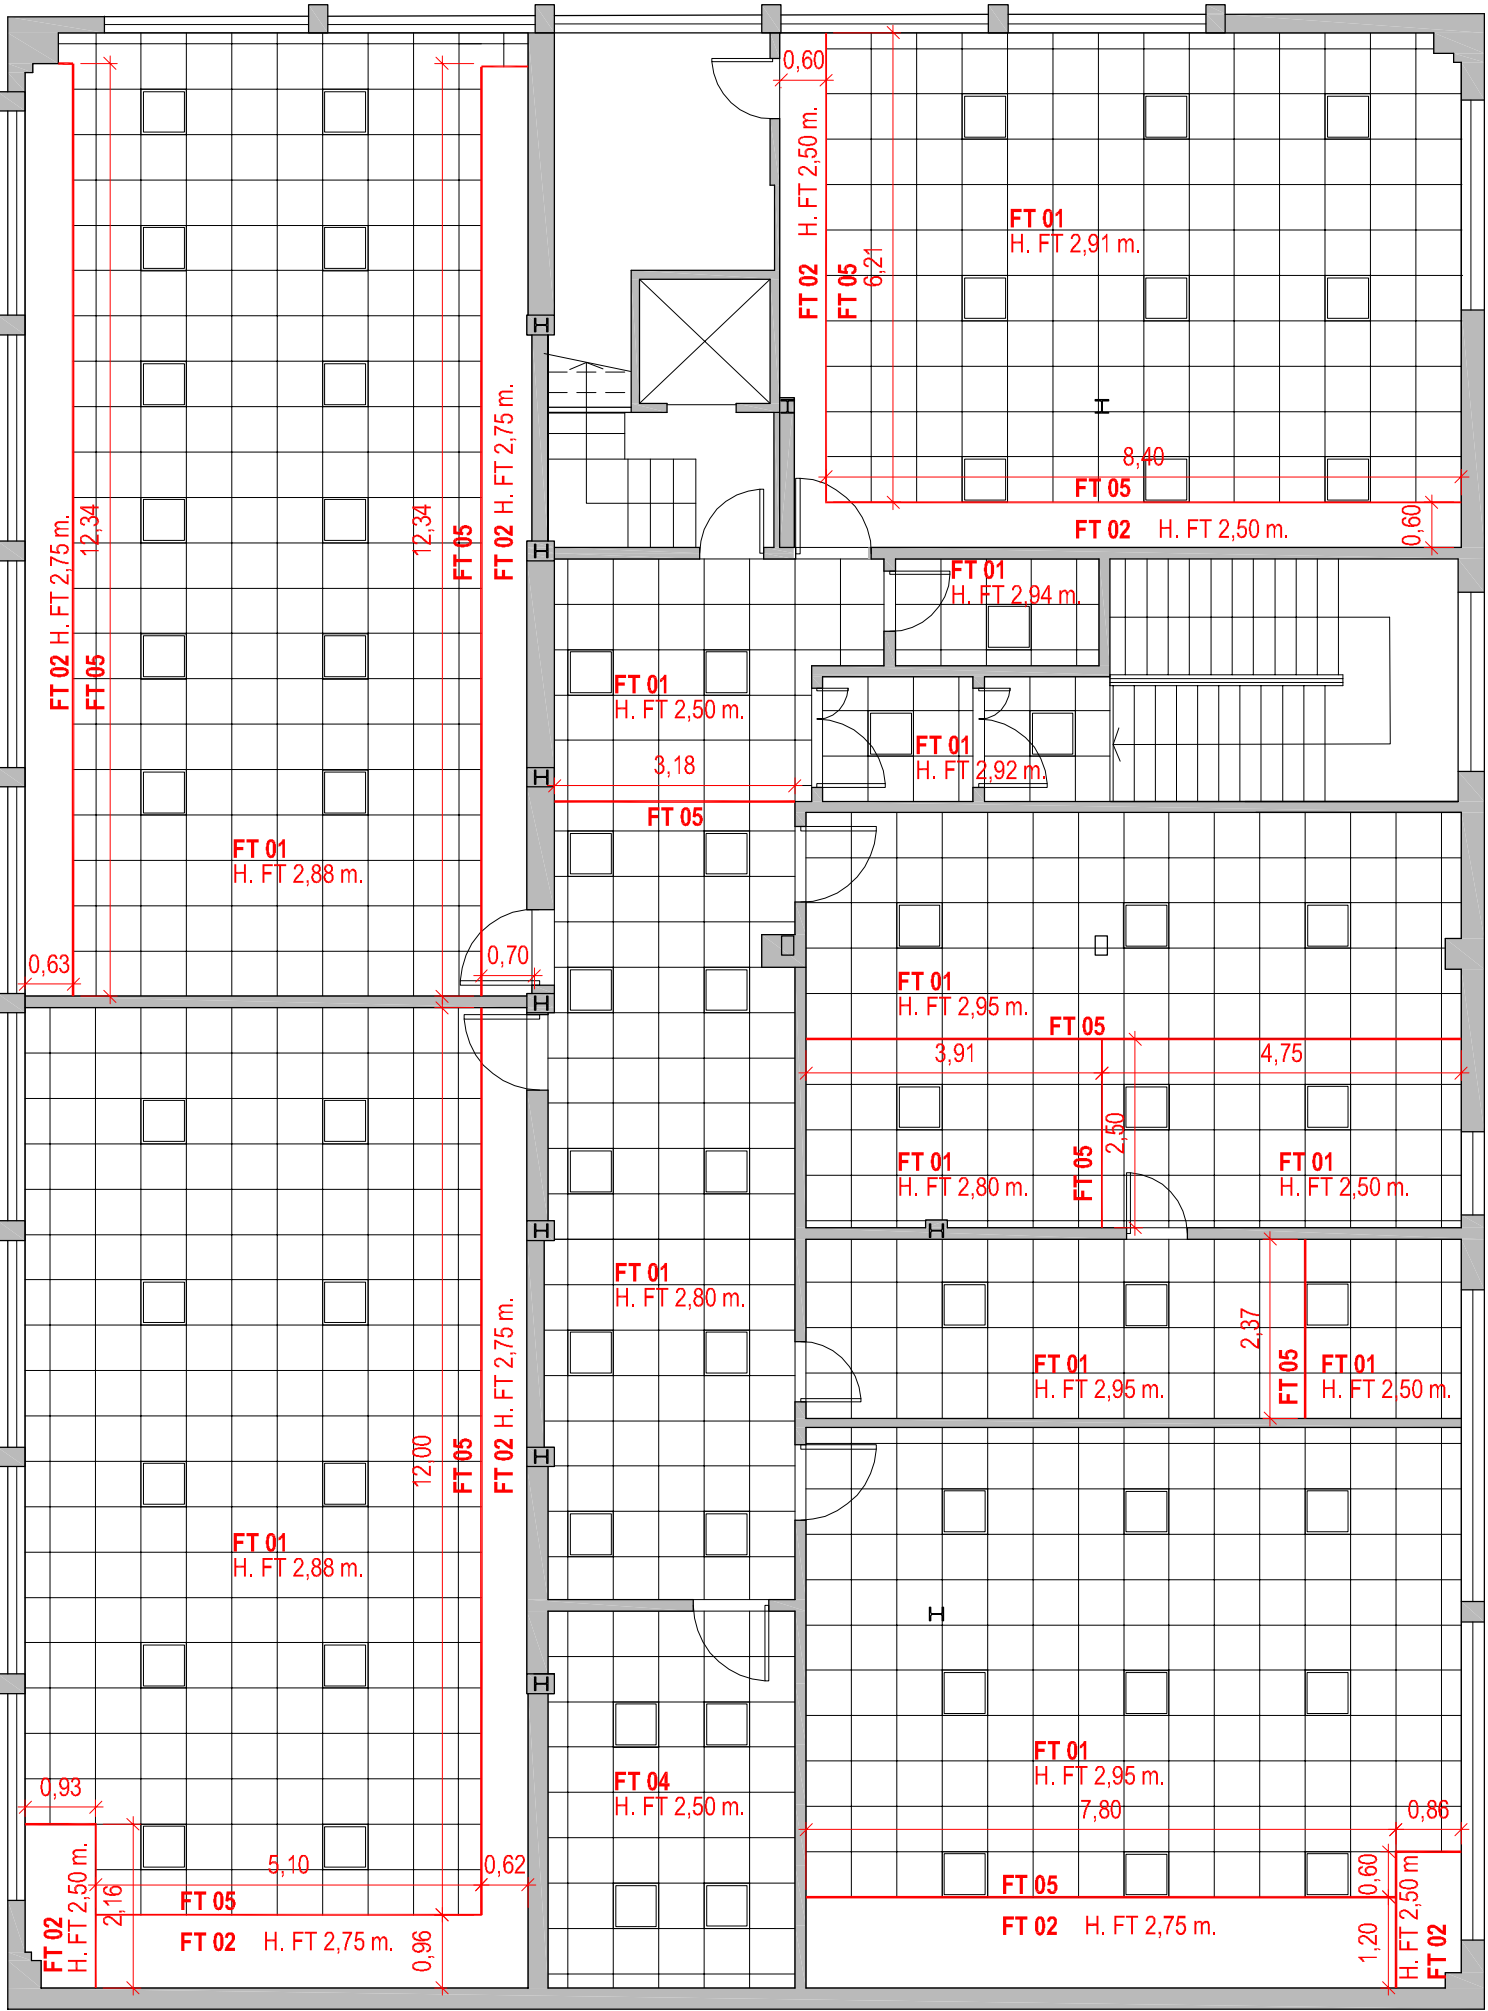 0,60
H. FT 2,50 m.
FT 02
FT 05
6,21
FT 01
H. FT 2,91 m.
8,40
FT 05
FT 02 H. FT 2,50 m.
0,60
12,34
FT 02 H. FT 2,75 m.
FT 05
12,34
FT 05
FT 02 H. FT 2,75 m.
FT 01
H. FT 2,88 m.
0,63
0,70
FT 01
H. FT 2,94 m.
FT 01
H. FT 2,50 m.
FT 01
H. FT 2,92 m.
3,18
FT 05
FT 01
H. FT 2,95 m.
FT 05
3,91
4,75
2,50
FT 05
FT 01
H. FT 2,80 m.
FT 01
H. FT 2,50 m.
FT 01
H. FT 2,80 m.
2,37
FT 05
FT 01
H. FT 2,95 m.
FT 01
H. FT 2,50 m.
12,00
FT 05
FT 02 H. FT 2,75 m.
FT 01
H. FT 2,88 m.
0,93
FT 02
H. FT 2,50 m.
2,16
5,10
0,62
FT 05
FT 02 H. FT 2,75 m.
0,96
FT 04
H. FT 2,50 m.
FT 01
H. FT 2,95 m.
7,80
0,86
FT 05
FT 02 H. FT 2,75 m.
0,60
1,20
H. FT 2,50 m
FT 02